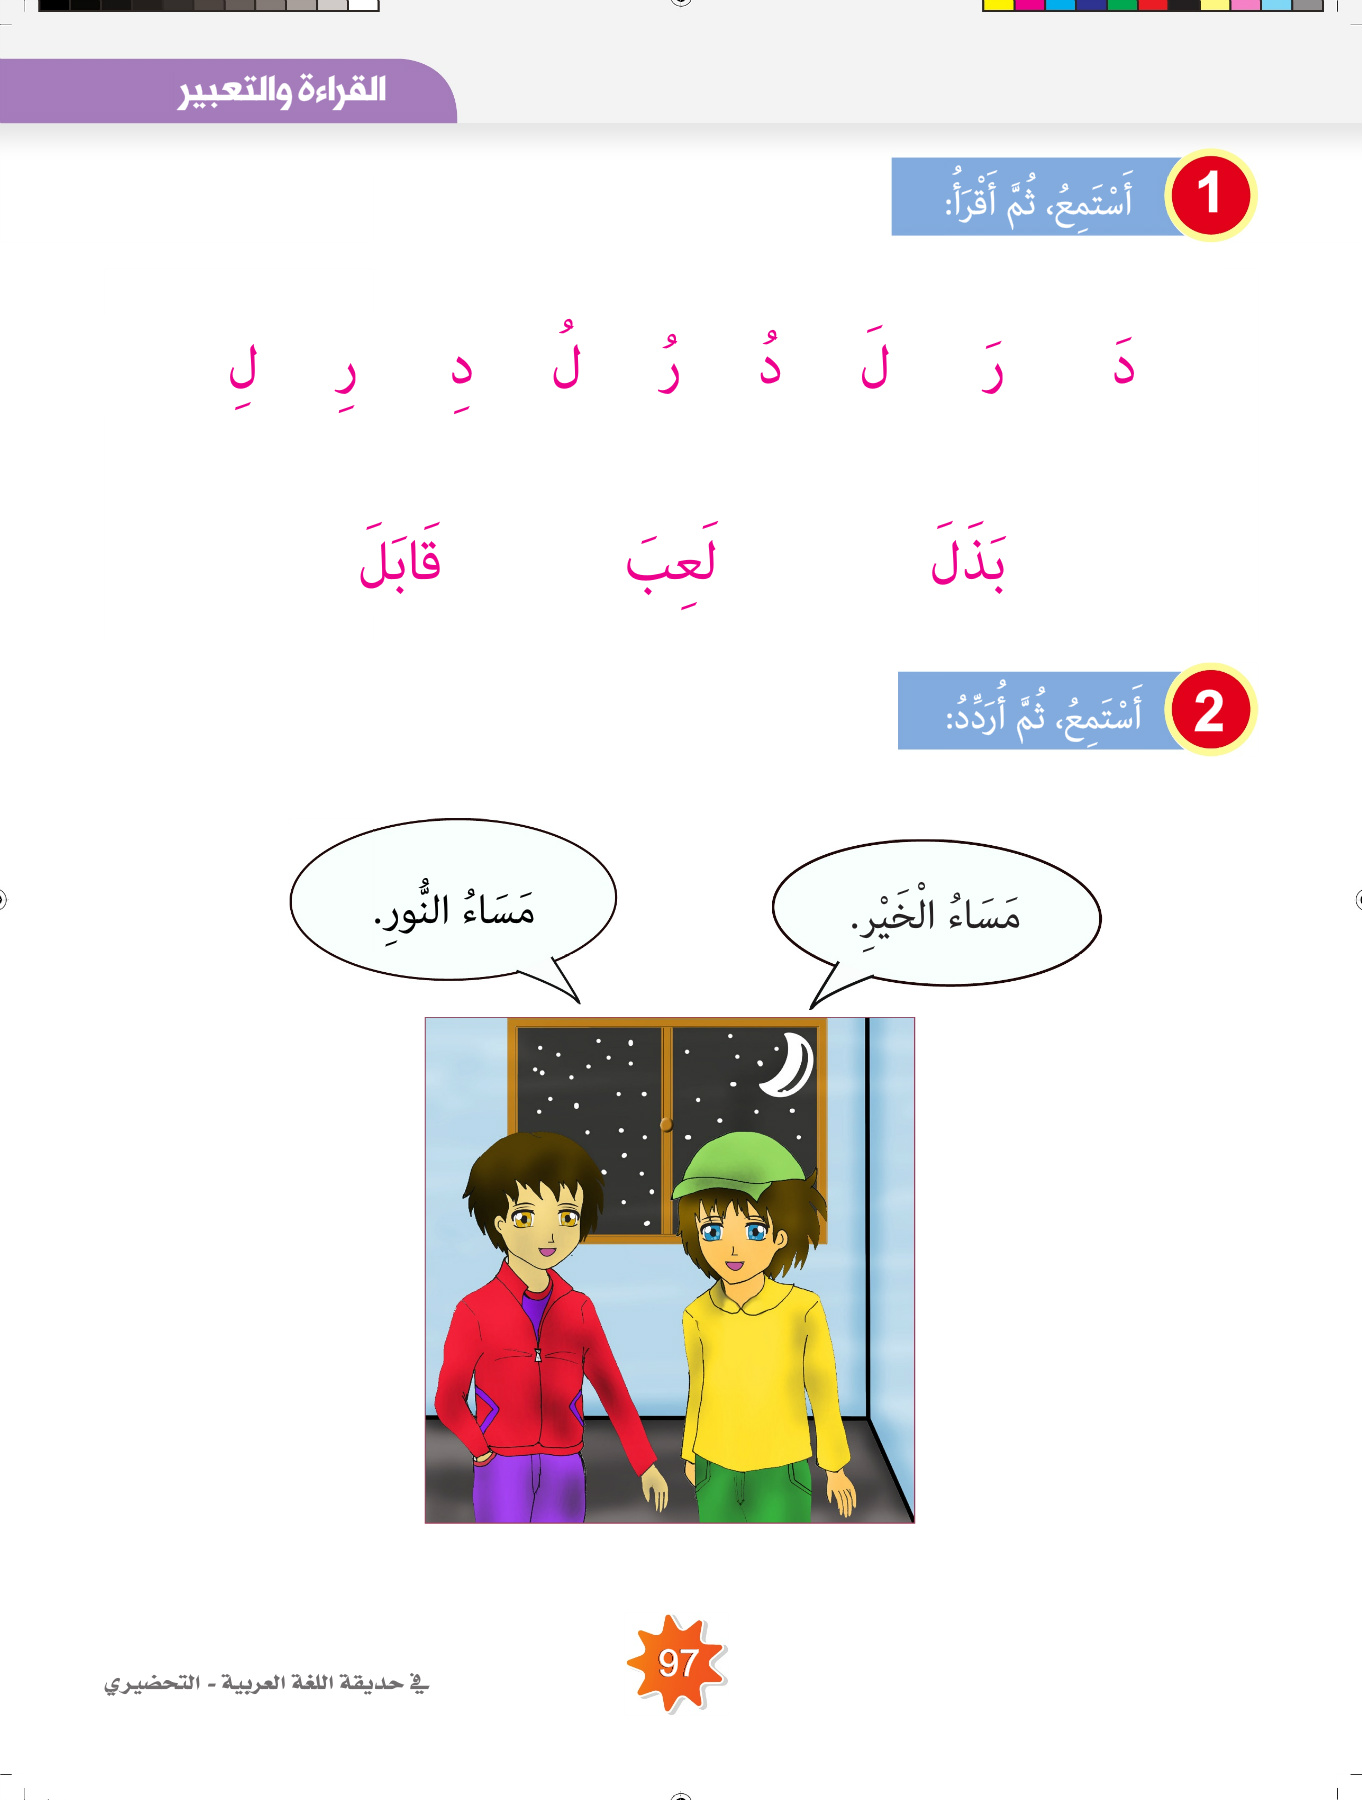 القراءة والتعبير
1 أَسْتَمِعُ، ثُمَّ أَقْرَأُ:
دَ رَ لَ دُ رُ لُ دِ رِ لِ
بَذَلَ لَعِبَ قَابَلَ
2 أَسْتَمِعُ، ثُمَّ أُرَدِّدُ:
مَسَاءُ الْخَيْرِ.
مَسَاءُ النُّورِ.
97
في حديقة اللغة العربية - التحضيري